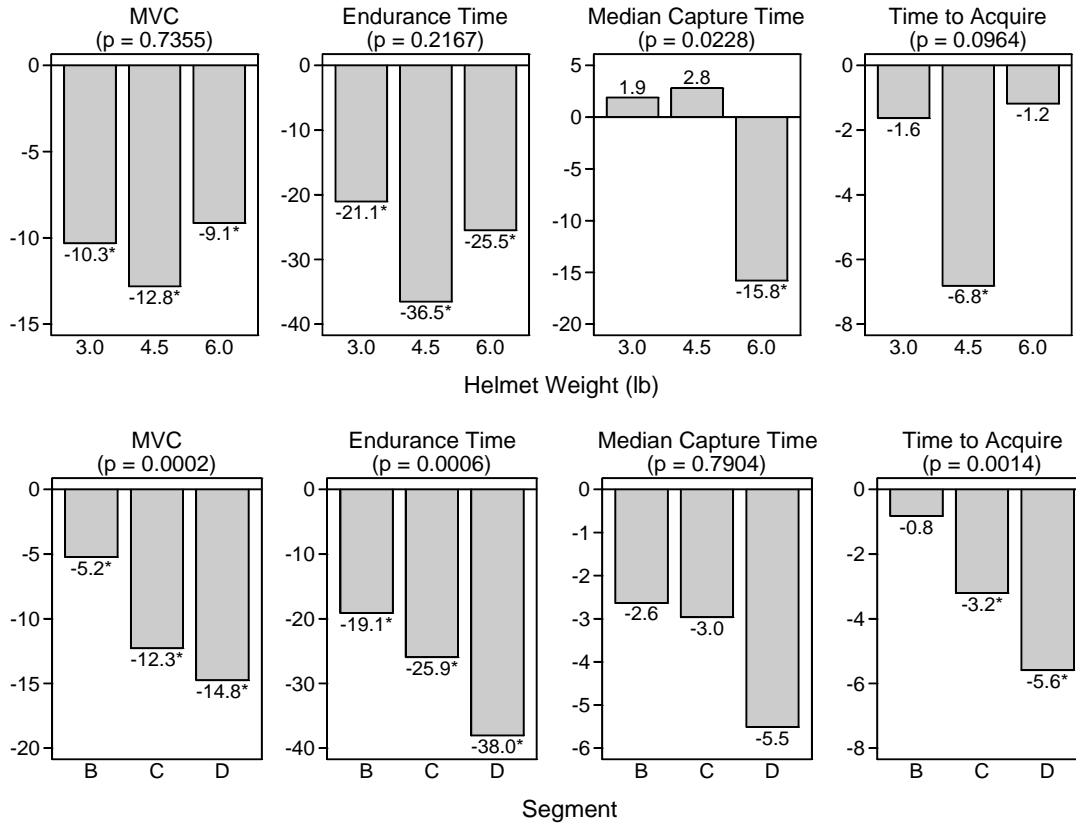 MVC
(p = 0.7355)
0
-5
-10
-15
-10.3*
-12.8*
-9.1*
3.0 4.5 6.0
Endurance Time
(p = 0.2167)
0
-10
-20
-30
-40
-21.1*
-36.5*
-25.5*
3.0 4.5 6.0
Median Capture Time
(p = 0.0228)
5
0
-5
-10
-15
-20
1.9
2.8
-15.8*
3.0 4.5 6.0
Time to Acquire
(p = 0.0964)
0
-2
-4
-6
-8
-1.6
-6.8*
-1.2
3.0 4.5 6.0
Helmet Weight (lb)
MVC
(p = 0.0002)
0
-5
-10
-15
-20
-5.2*
-12.3*
-14.8*
B C D
Endurance Time
(p = 0.0006)
0
-10
-20
-30
-40
-19.1*
-25.9*
-38.0*
B C D
Median Capture Time
(p = 0.7904)
0
-1
-2
-3
-4
-5
-6
-2.6
-3.0
-5.5
B C D
Time to Acquire
(p = 0.0014)
0
-2
-4
-6
-8
-0.8
-3.2*
-5.6*
B C D
Segment